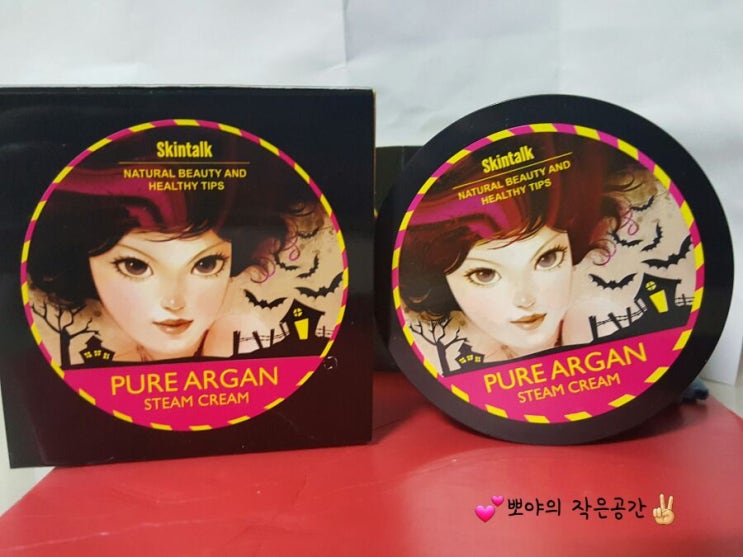 Skintalk
NATURAL BEAUTY AND
HEALTHY TIPS
PURE ARGAN
STEAM CREAM
Skintalk
NATURAL BEAUTY AND
HEALTHY TIPS
PURE ARGAN
STEAM CREAM
💕뽀야의 작은공간✌